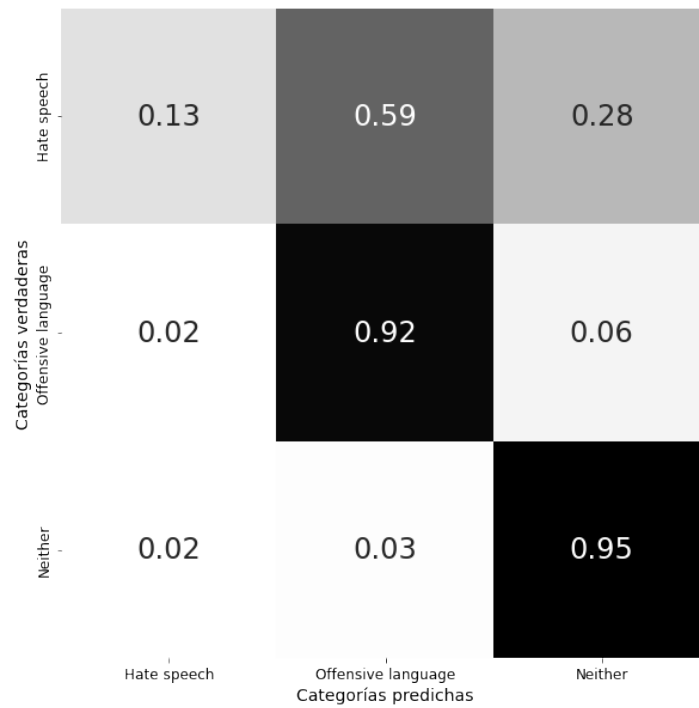 Categorías verdaderas
Hate speech
0.13 0.59 0.28
Offensive language
0.02 0.92 0.06
Neither
0.02 0.03 0.95
Hate speech Offensive language Neither
Categorías predichas